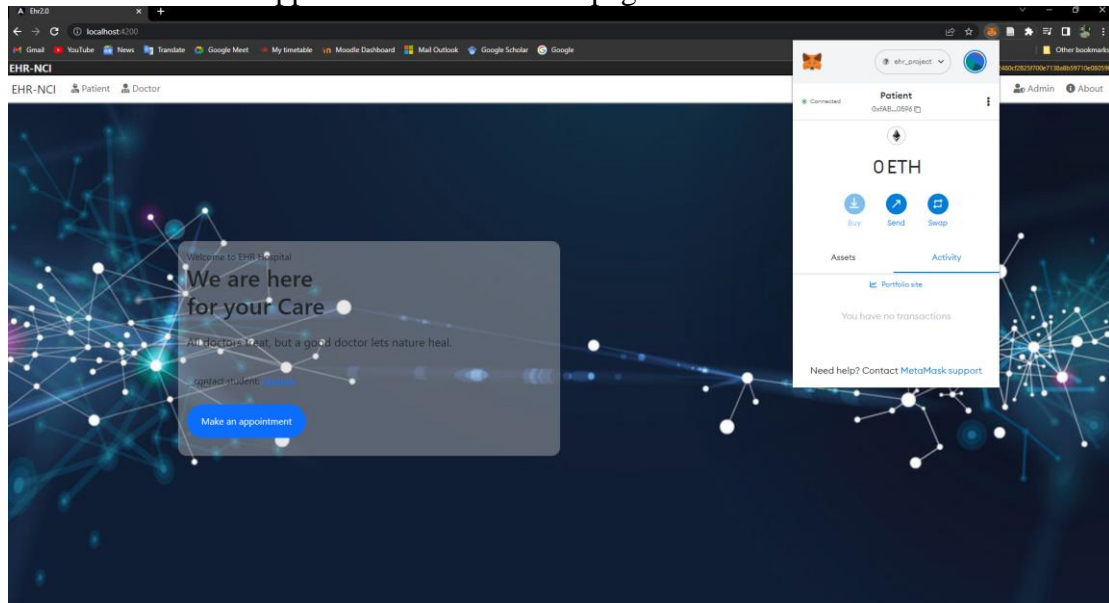 Ehr2.0
localhost:4200
Gmail YouTube News Translate Google Meet My timetable Moodle Dashboard Mail Outlook Google Scholar Google Other bookmarks
EHR-NCI
EHR-NCI Patient Doctor Admin About
ehr_project
Connected
Patient
0xfAB...0596
0 ETH
Buy Send Swap
Assets Activity
Portfolio site
You have no transactions
Need help? Contact MetaMask support
Welcome to EHR Hospital
We are here
for your Care
All doctors treat, but a good doctor lets nature heal.
contact student:
Make an appointment